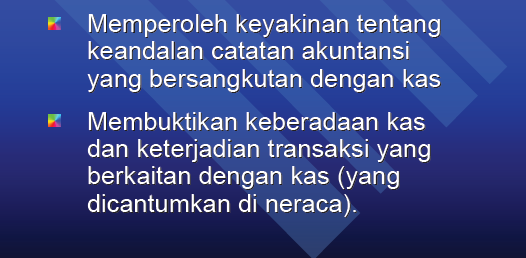 Memperoleh keyakinan tentang
keandalan catatan akuntansi
yang bersangkutan dengan kas
Membuktikan keberadaan kas
dan keterjadian transaksi yang
berkaitan dengan kas (yang
dicantumkan di neraca).